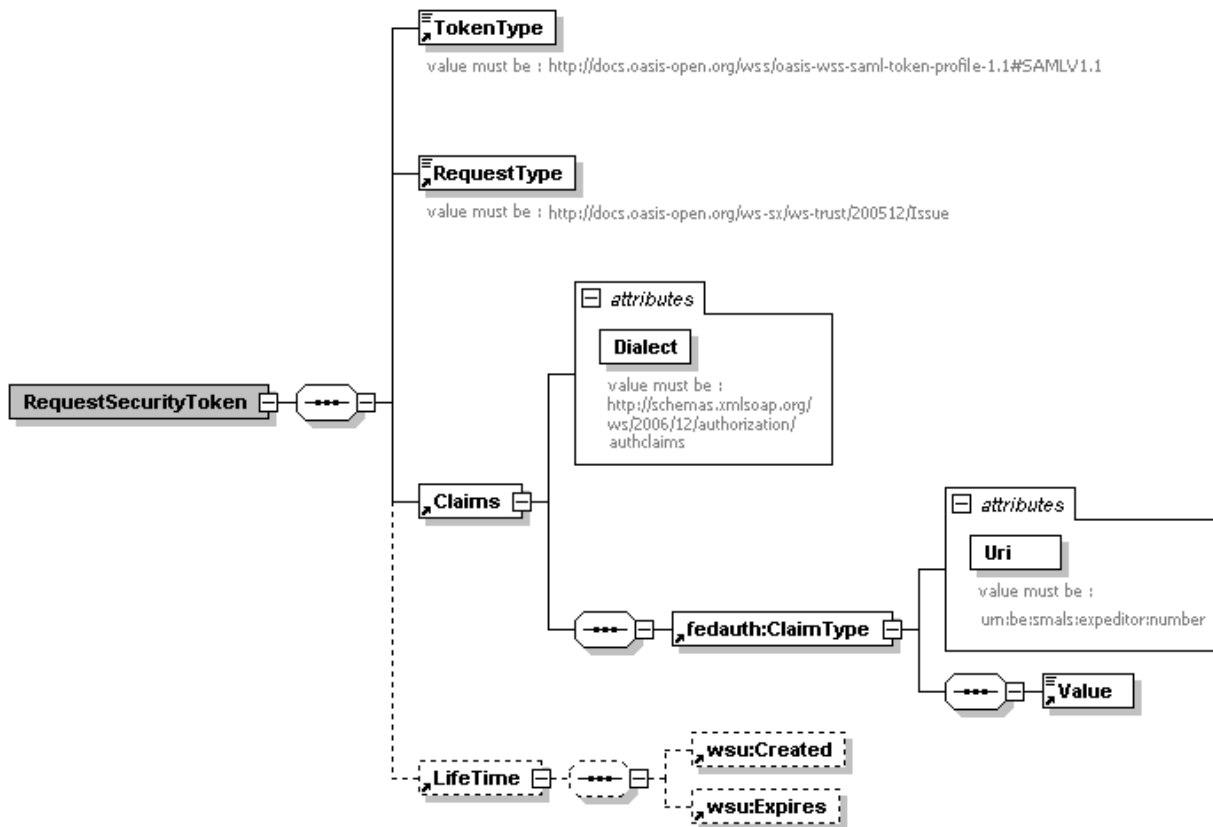 TokenType
value must be : http://docs.oasis-open.org/wss/oasis-wss-saml-token-profile-1.1#SAMLV1.1
RequestType
value must be : http://docs.oasis-open.org/ws-sx/ws-trust/200512/Issue
attributes
Dialect
value must be :
http://schemas.xmlsoap.org/
ws/2006/12/authorization/
authclaims
RequestSecurityToken
Claims
attributes
Uri
value must be :
urn:be:smals:expeditor:number
fedauth:ClaimType
Value
LifeTime
wsu:Created
wsu:Expires